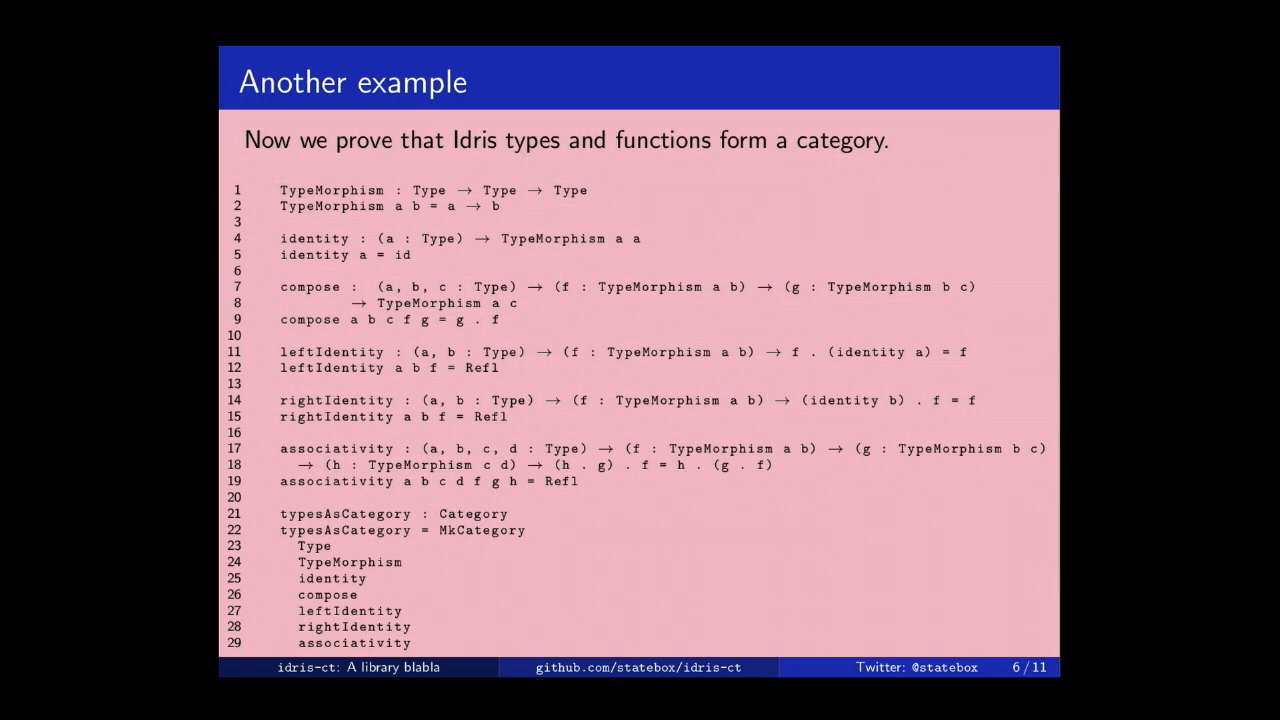 Another example
Now we prove that Idris types and functions form a category.
1 TypeMorphism : Type → Type → Type
2 TypeMorphism a b = a → b
3
4 identity : (a : Type) → TypeMorphism a a
5 identity a = id
6
7 compose : (a, b, c : Type) → (f : TypeMorphism a b) → (g : TypeMorphism b c)
8 → TypeMorphism a c
9 compose a b c f g = g . f
10
11 leftIdentity : (a, b : Type) → (f : TypeMorphism a b) → f . (identity a) = f
12 leftIdentity a b f = Refl
13
14 rightIdentity : (a, b : Type) → (f : TypeMorphism a b) → (identity b) . f = f
15 rightIdentity a b f = Refl
16
17 associativity : (a, b, c, d : Type) → (f : TypeMorphism a b) → (g : TypeMorphism b c)
18 → (h : TypeMorphism c d) → (h . g) . f = h . (g . f)
19 associativity a b c d f g h = Refl
20
21 typesAsCategory : Category
22 typesAsCategory = MkCategory
23 Type
24 TypeMorphism
25 identity
26 compose
27 leftIdentity
28 rightIdentity
29 associativity
idris-ct: A library blabla github.com/statebox/idris-ct Twitter: @statebox 6 / 11